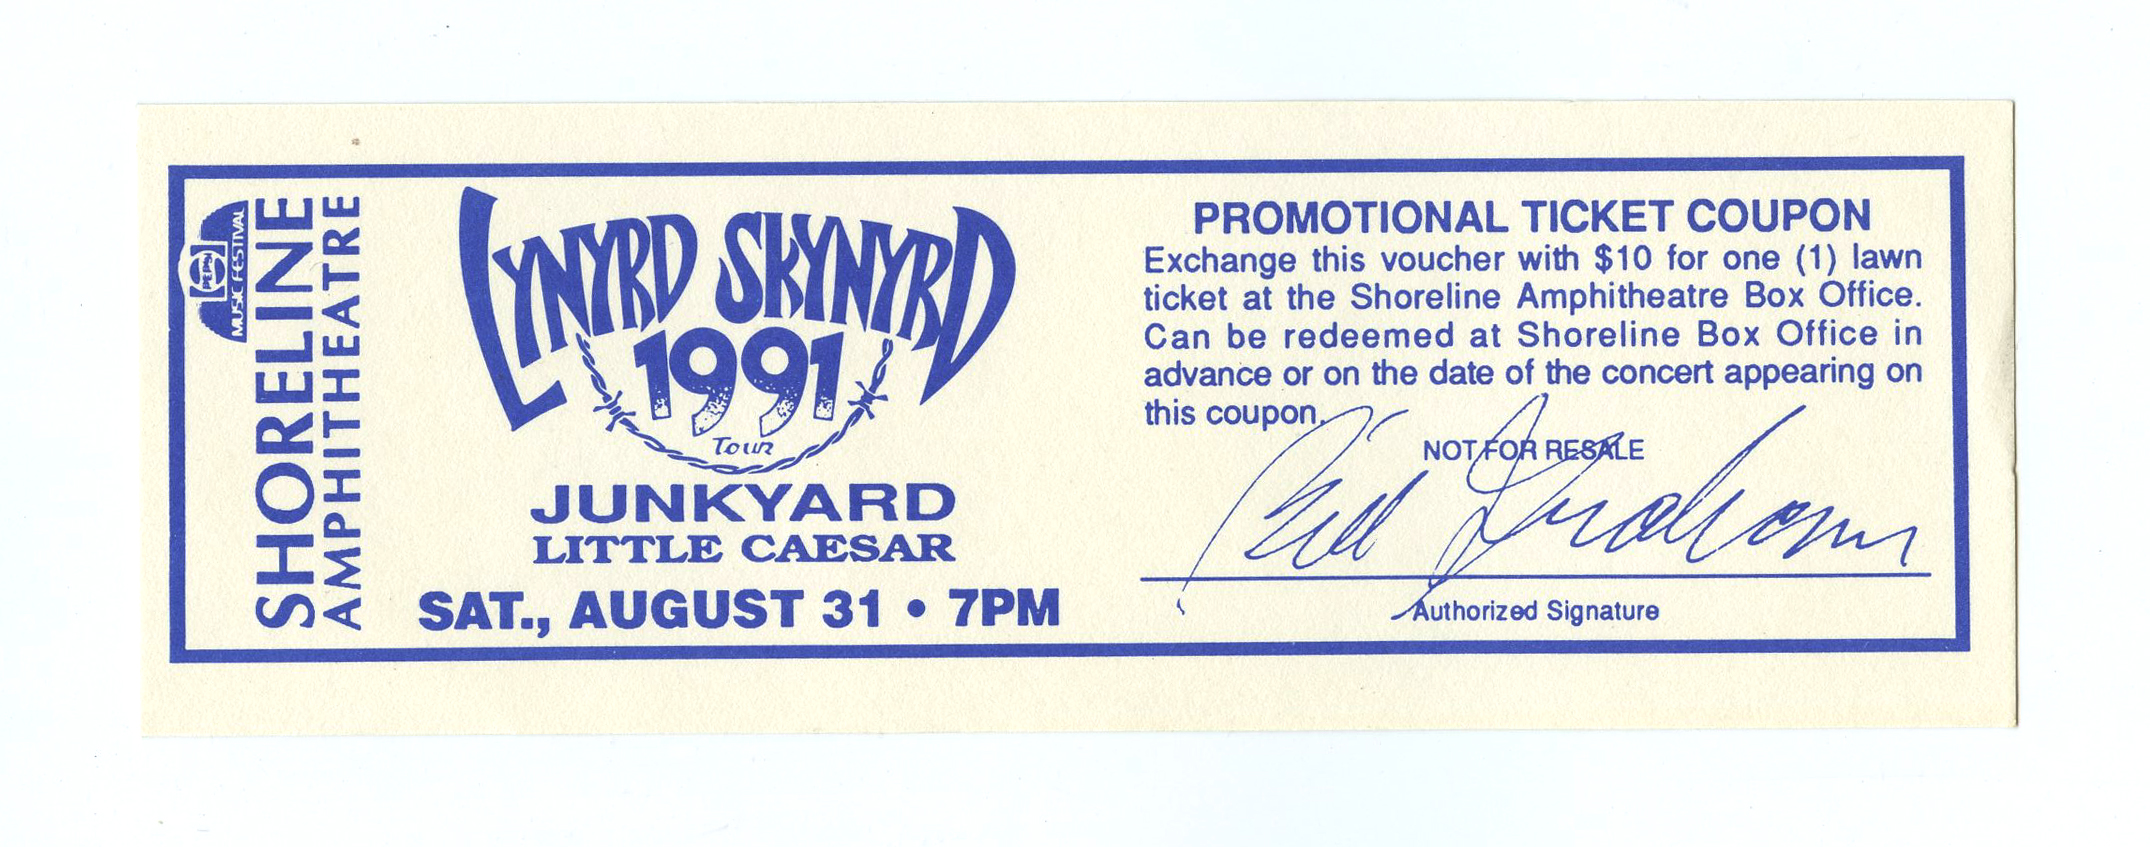 PEPSI
MUSIC FESTIVAL
SHORELINE
AMPHITHEATRE
LYNYRD SKYNYRD
1991
Tour
JUNKYARD
LITTLE CAESAR
SAT., AUGUST 31 • 7PM
PROMOTIONAL TICKET COUPON
Exchange this voucher with $10 for one (1) lawn
ticket at the Shoreline Amphitheatre Box Office.
Can be redeemed at Shoreline Box Office in
advance or on the date of the concert appearing on
this coupon.
NOT FOR RESALE
Bill Graham
Authorized Signature